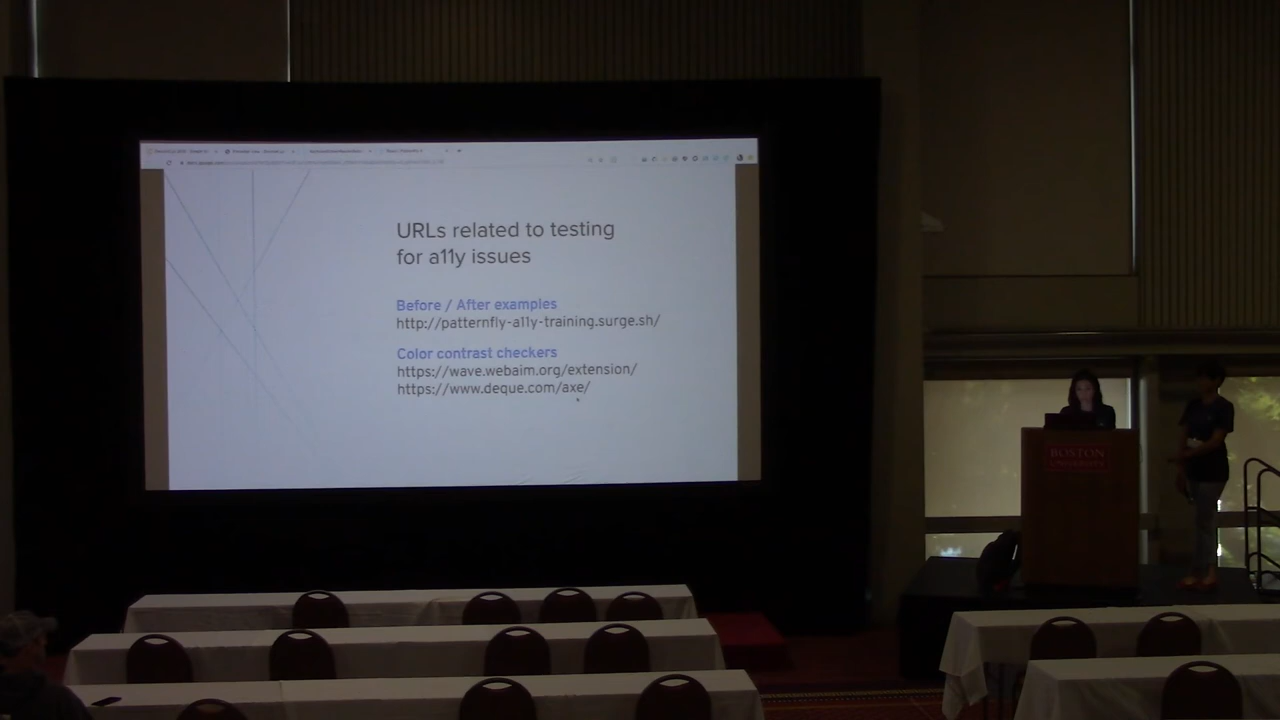 URLs related to testing
for a11y issues
Before / After examples
http://patternfly-a11y-training.surge.sh/
Color contrast checkers
https://wave.webaim.org/extension/
https://www.deque.com/axe/
BOSTON
UNIVERSITY